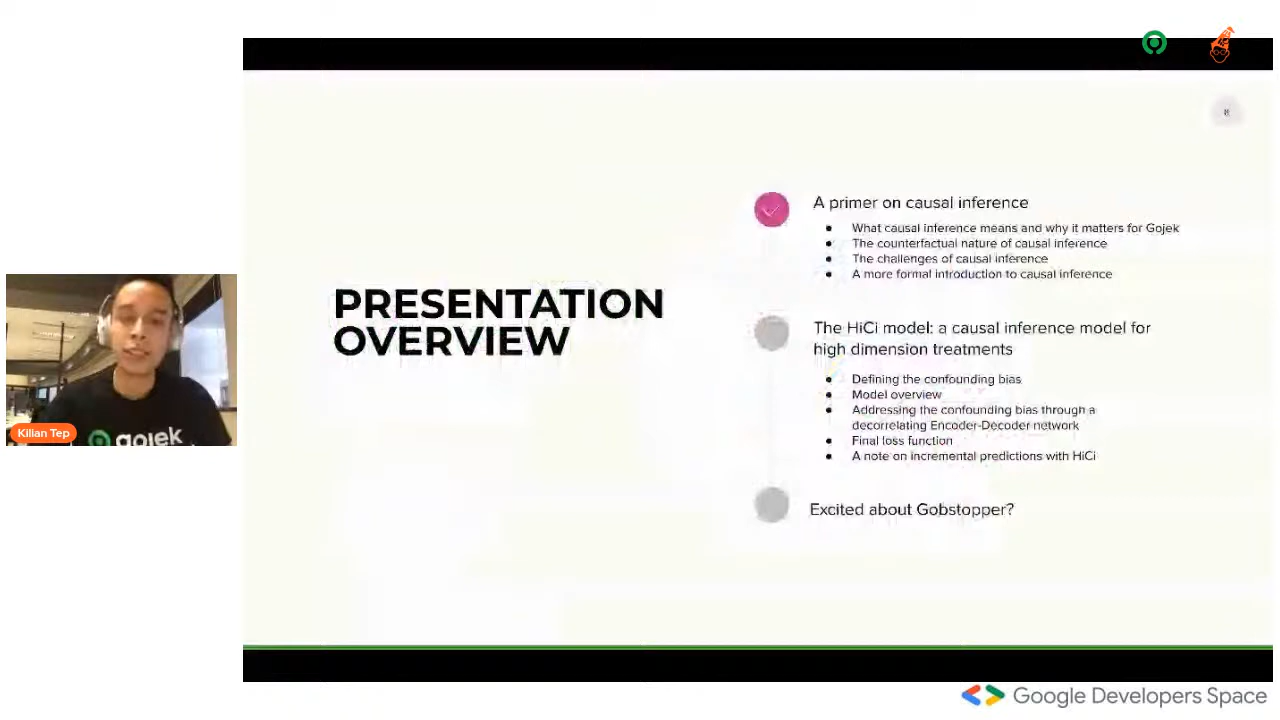 8
PRESENTATION
OVERVIEW
A primer on causal inference
● What causal inference means and why it matters for Gojek
● The counterfactual nature of causal inference
● The challenges of causal inference
● A more formal introduction to causal inference
The HiCi model: a causal inference model for
high dimension treatments
● Defining the confounding bias
● Model overview
● Addressing the confounding bias through a
decorrelating Encoder-Decoder network
● Final loss function
● A note on incremental predictions with HiCi
Excited about Gobstopper?
gojek
Kilian Tep
Google Developers Space